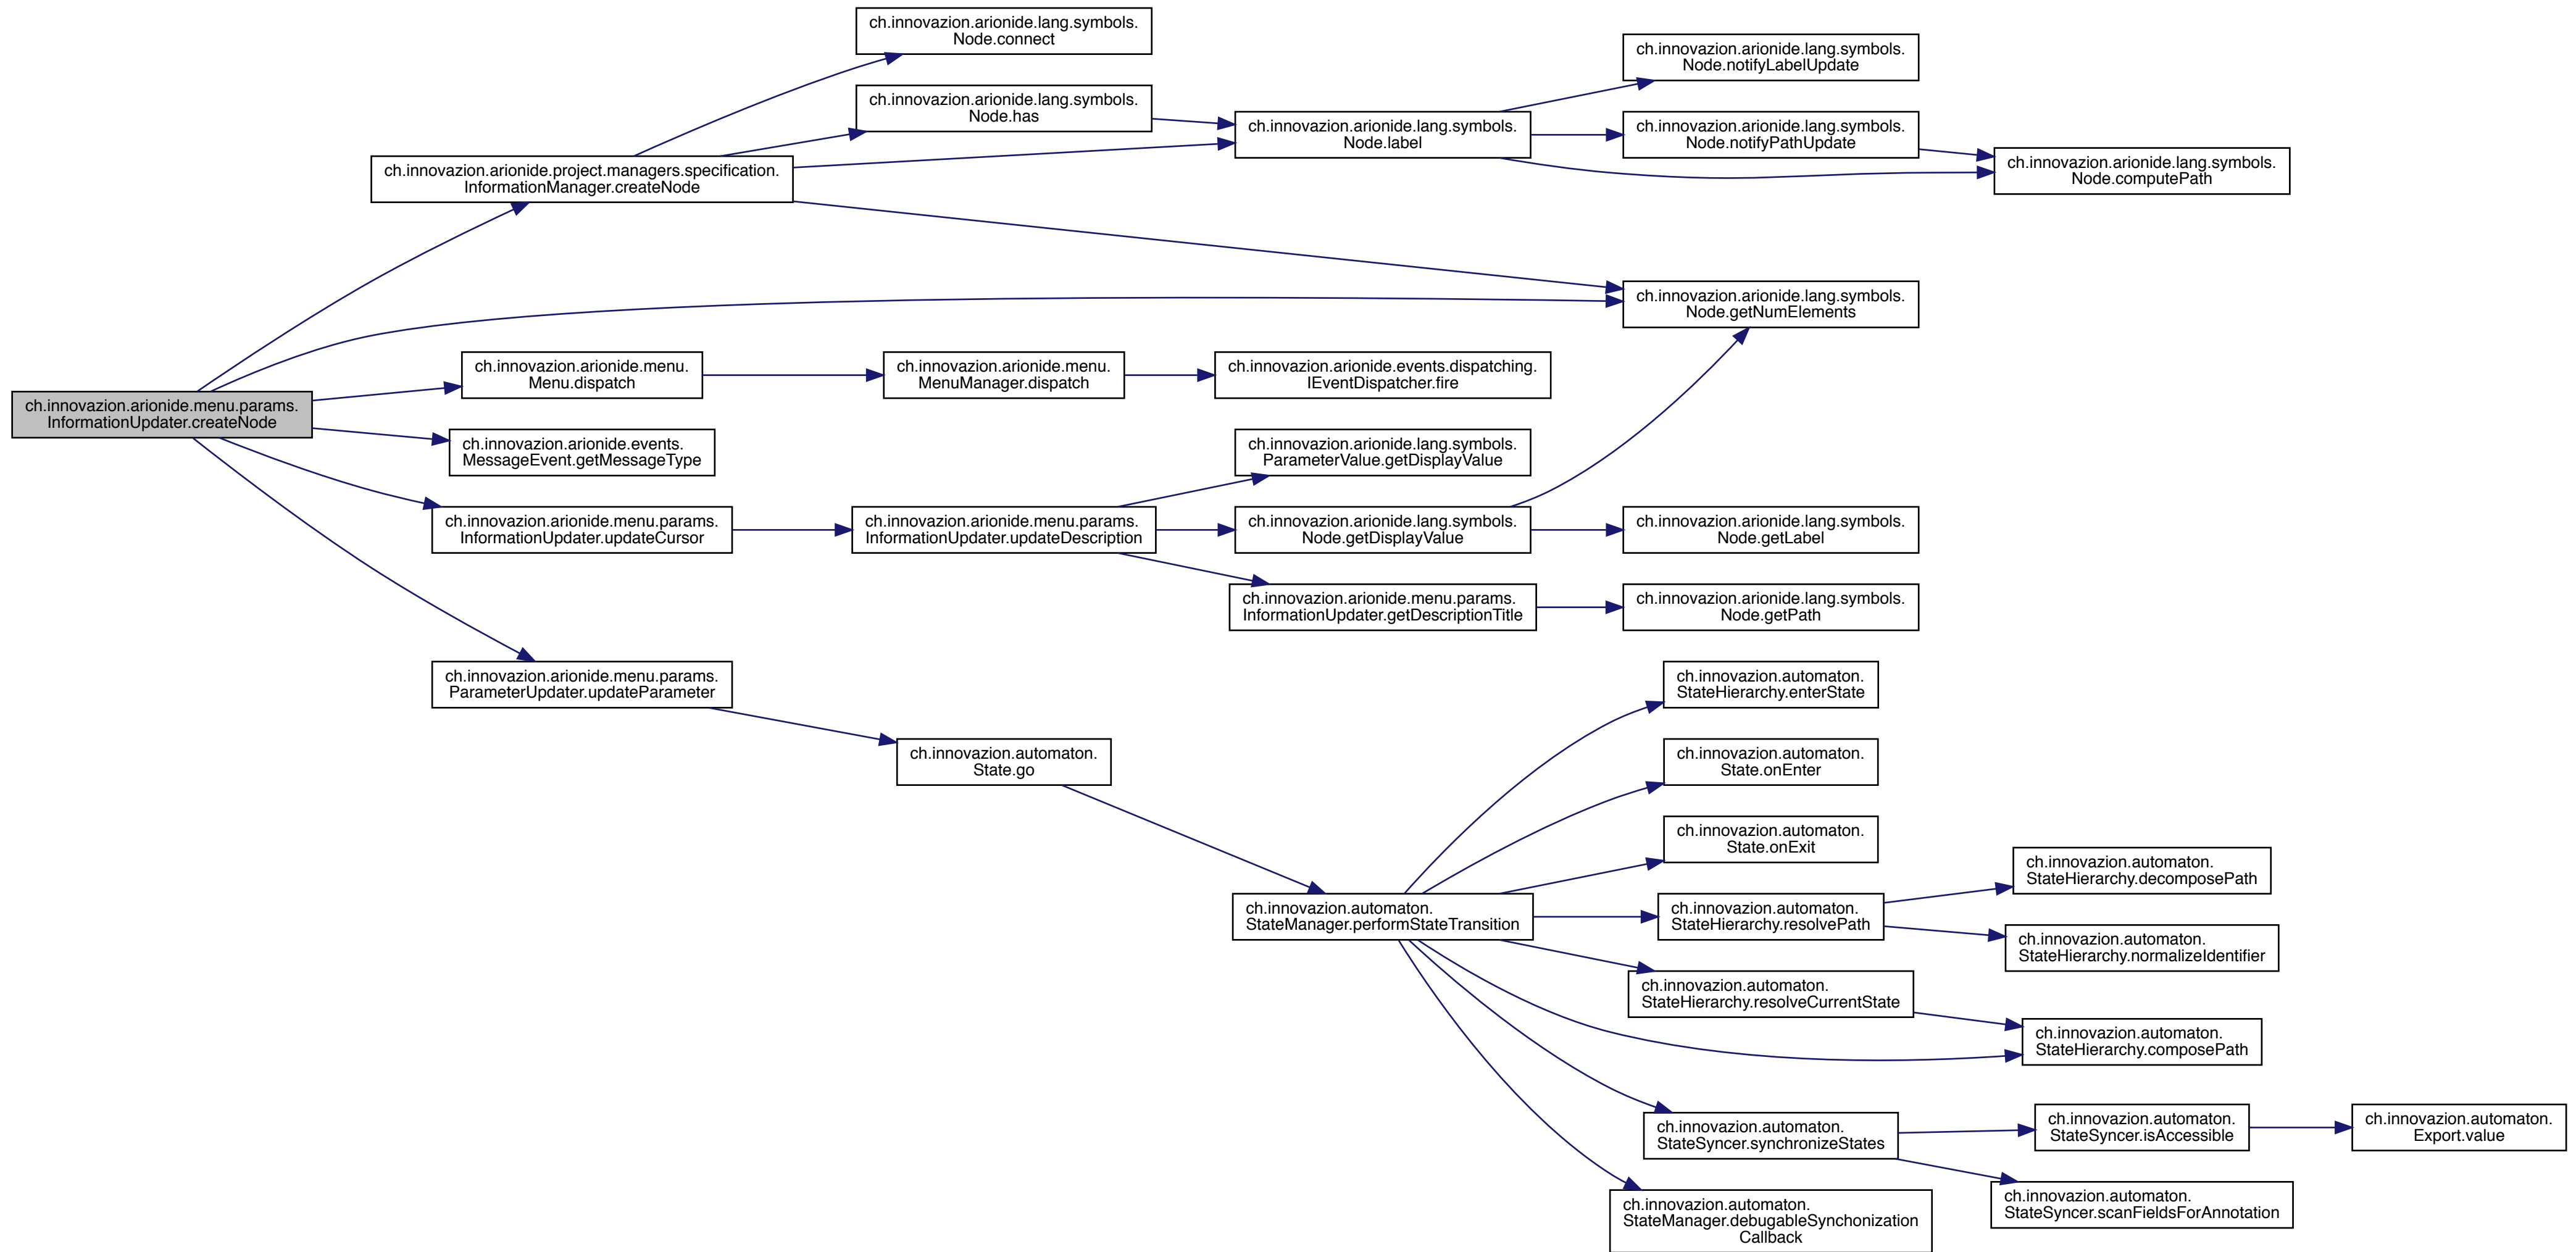 ch.innovazion.arionide.lang.symbols.
Node.connect
ch.innovazion.arionide.lang.symbols.
Node.notifyLabelUpdate
ch.innovazion.arionide.lang.symbols.
Node.has
ch.innovazion.arionide.lang.symbols.
Node.label
ch.innovazion.arionide.lang.symbols.
Node.notifyPathUpdate
ch.innovazion.arionide.lang.symbols.
Node.computePath
ch.innovazion.arionide.project.managers.specification.
InformationManager.createNode
ch.innovazion.arionide.lang.symbols.
Node.getNumElements
ch.innovazion.arionide.menu.
Menu.dispatch
ch.innovazion.arionide.menu.
MenuManager.dispatch
ch.innovazion.arionide.events.dispatching.
IEventDispatcher.fire
ch.innovazion.arionide.menu.params.
InformationUpdater.createNode
ch.innovazion.arionide.events.
MessageEvent.getMessageType
ch.innovazion.arionide.lang.symbols.
ParameterValue.getDisplayValue
ch.innovazion.arionide.menu.params.
InformationUpdater.updateCursor
ch.innovazion.arionide.menu.params.
InformationUpdater.updateDescription
ch.innovazion.arionide.lang.symbols.
Node.getDisplayValue
ch.innovazion.arionide.lang.symbols.
Node.getLabel
ch.innovazion.arionide.menu.params.
InformationUpdater.getDescriptionTitle
ch.innovazion.arionide.lang.symbols.
Node.getPath
ch.innovazion.arionide.menu.params.
ParameterUpdater.updateParameter
ch.innovazion.automaton.
StateHierarchy.enterState
ch.innovazion.automaton.
State.go
ch.innovazion.automaton.
State.onEnter
ch.innovazion.automaton.
State.onExit
ch.innovazion.automaton.
StateHierarchy.decomposePath
ch.innovazion.automaton.
StateManager.performStateTransition
ch.innovazion.automaton.
StateHierarchy.resolvePath
ch.innovazion.automaton.
StateHierarchy.normalizeIdentifier
ch.innovazion.automaton.
StateHierarchy.resolveCurrentState
ch.innovazion.automaton.
StateHierarchy.composePath
ch.innovazion.automaton.
StateSyncer.synchronizeStates
ch.innovazion.automaton.
StateSyncer.isAccessible
ch.innovazion.automaton.
Export.value
ch.innovazion.automaton.
StateSyncer.scanFieldsForAnnotation
ch.innovazion.automaton.
StateManager.debugableSynchonization
Callback